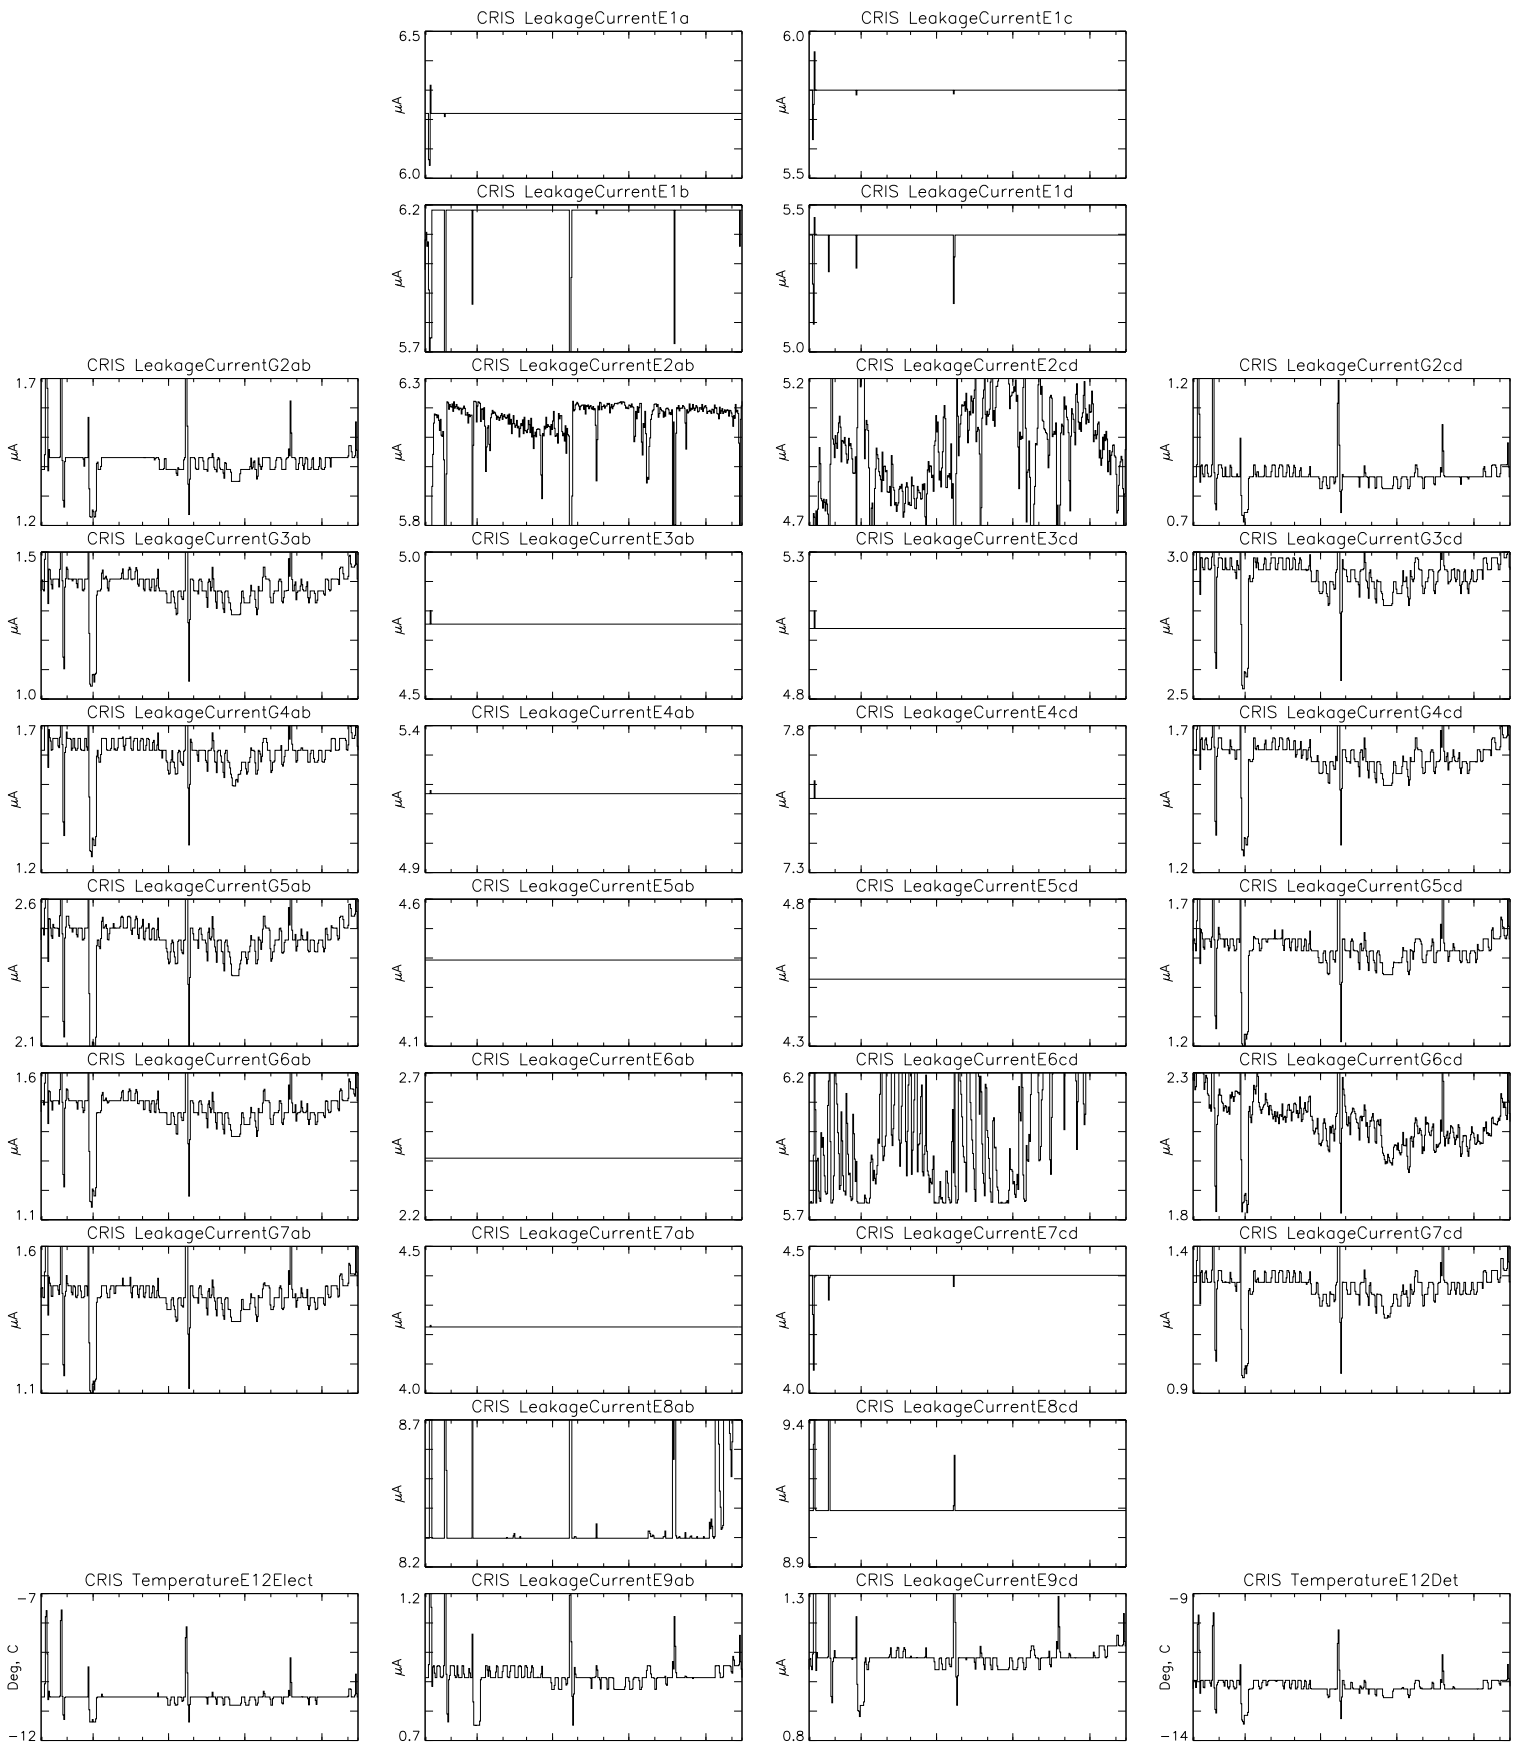 CRIS LeakageCurrentE1a
CRIS LeakageCurrentE1c
6.5
μA
6.0
6.0
μA
5.5
CRIS LeakageCurrentE1b
CRIS LeakageCurrentE1d
6.2
μA
5.7
5.5
μA
5.0
CRIS LeakageCurrentG2ab
CRIS LeakageCurrentE2ab
CRIS LeakageCurrentE2cd
CRIS LeakageCurrentG2cd
1.7
μA
1.2
6.3
μA
5.8
5.2
μA
4.7
1.2
μA
0.7
CRIS LeakageCurrentG3ab
CRIS LeakageCurrentE3ab
CRIS LeakageCurrentE3cd
CRIS LeakageCurrentG3cd
1.5
μA
1.0
5.0
μA
4.5
5.3
μA
4.8
3.0
μA
2.5
CRIS LeakageCurrentG4ab
CRIS LeakageCurrentE4ab
CRIS LeakageCurrentE4cd
CRIS LeakageCurrentG4cd
1.7
μA
1.2
5.4
μA
4.9
7.8
μA
7.3
1.7
μA
1.2
CRIS LeakageCurrentG5ab
CRIS LeakageCurrentE5ab
CRIS LeakageCurrentE5cd
CRIS LeakageCurrentG5cd
2.6
μA
2.1
4.6
μA
4.1
4.8
μA
4.3
1.7
μA
1.2
CRIS LeakageCurrentG6ab
CRIS LeakageCurrentE6ab
CRIS LeakageCurrentE6cd
CRIS LeakageCurrentG6cd
1.6
μA
1.1
2.7
μA
2.2
6.2
μA
5.7
2.3
μA
1.8
CRIS LeakageCurrentG7ab
CRIS LeakageCurrentE7ab
CRIS LeakageCurrentE7cd
CRIS LeakageCurrentG7cd
1.6
μA
1.1
4.5
μA
4.0
4.5
μA
4.0
1.4
μA
0.9
CRIS LeakageCurrentE8ab
CRIS LeakageCurrentE8cd
8.7
μA
8.2
9.4
μA
8.9
CRIS TemperatureE12Elect
CRIS LeakageCurrentE9ab
CRIS LeakageCurrentE9cd
CRIS TemperatureE12Det
-7
Deg, C
-12
1.2
μA
0.7
1.3
μA
0.8
-9
Deg, C
-14